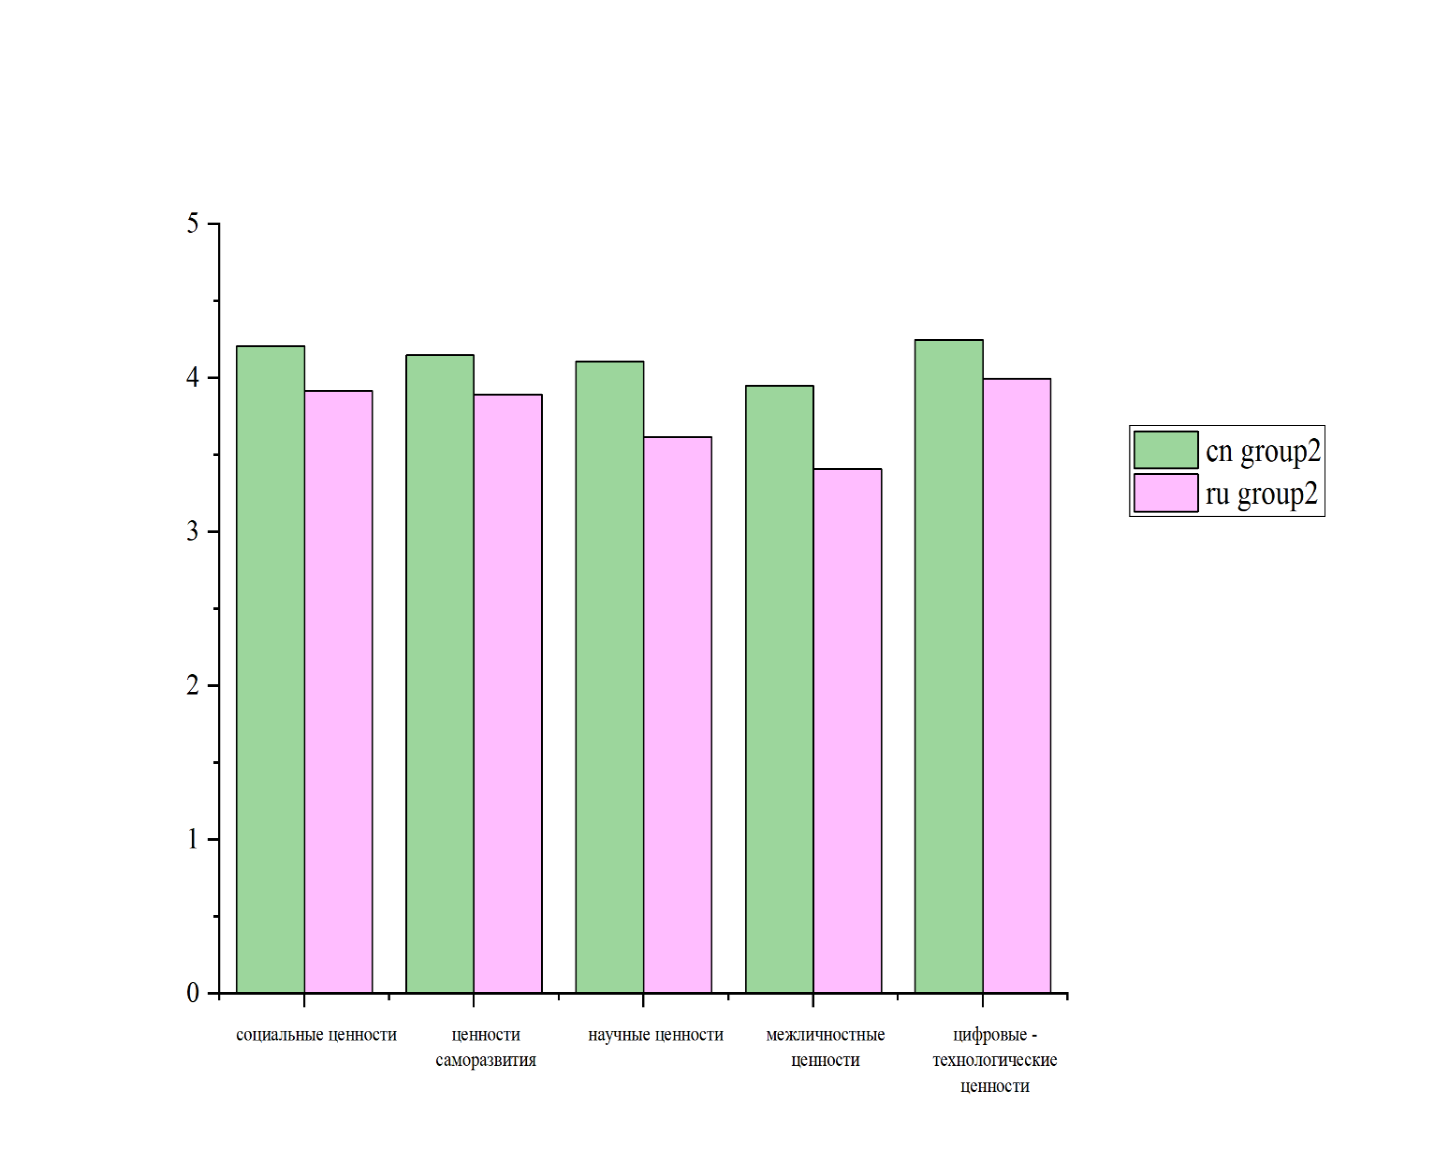 5
4
3
2
1
0
социальные ценности
ценности
саморазвития
научные ценности
межличностные
ценности
цифровые -
технологические
ценности
cn group2
ru group2